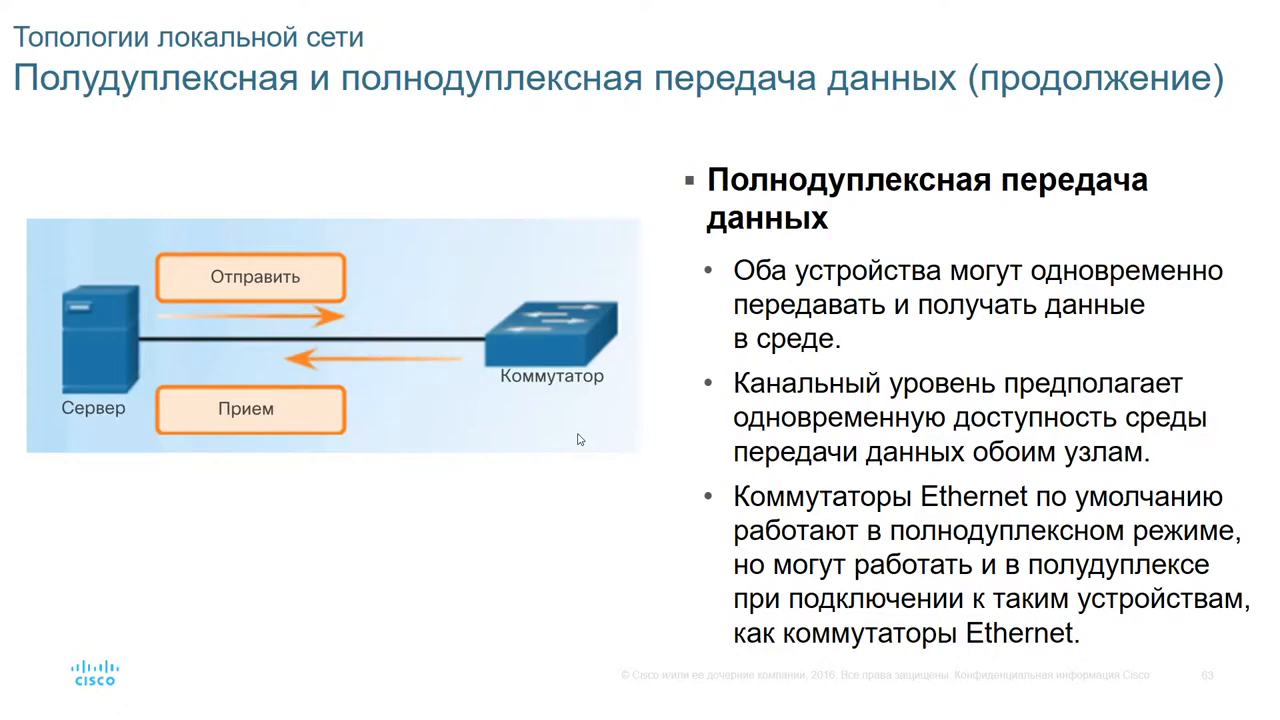 Топологии локальной сети
Полудуплексная и полнодуплексная передача данных (продолжение)
Отправить
Сервер
Коммутатор
Прием
Полнодуплексная передача
данных
Оба устройства могут одновременно
передавать и получать данные
в среде.
Канальный уровень предполагает
одновременную доступность среды
передачи данных обоим узлам.
Коммутаторы Ethernet по умолчанию
работают в полнодуплексном режиме,
но могут работать и в полудуплексе
при подключении к таким устройствам,
как коммутаторы Ethernet.
CISCO
© Cisco и/или ее дочерние компании, 2016. Все права защищены. Конфиденциальная информация Cisco
63